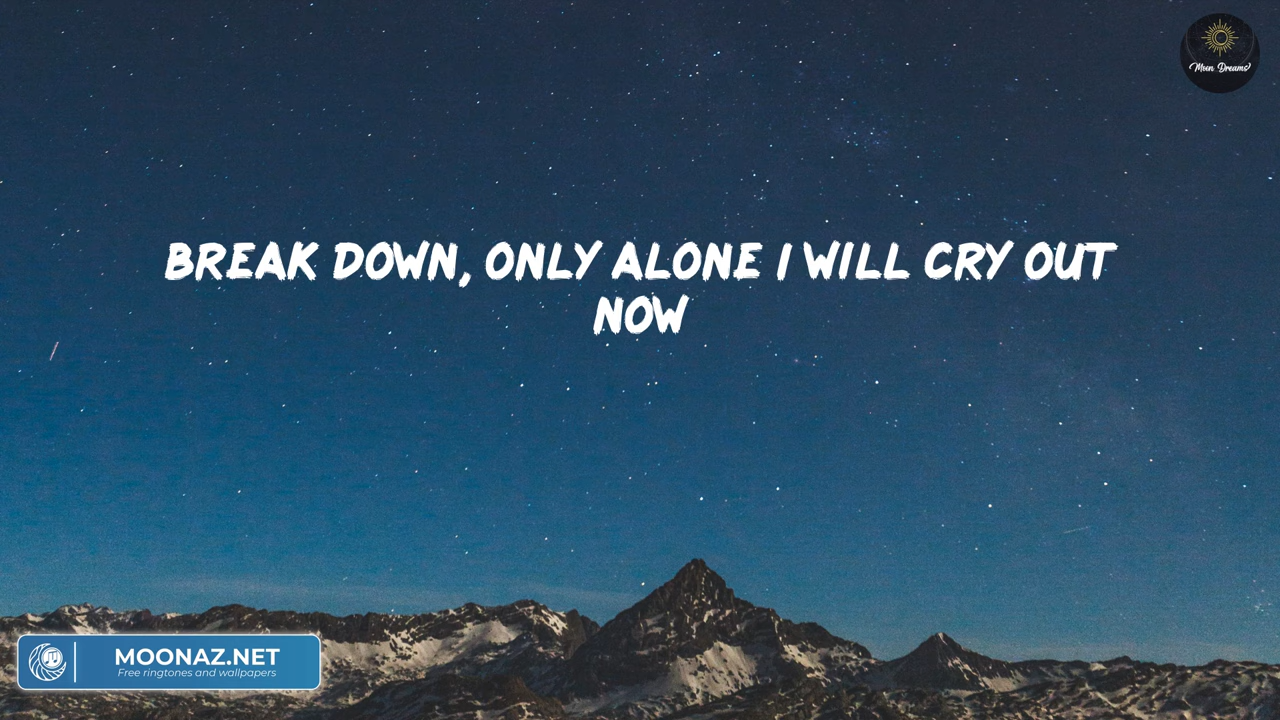 Moon Dreams
BREAK DOWN, ONLY ALONE I WILL CRY OUT
NOW
MOONAZ.NET
Free ringtones and wallpapers